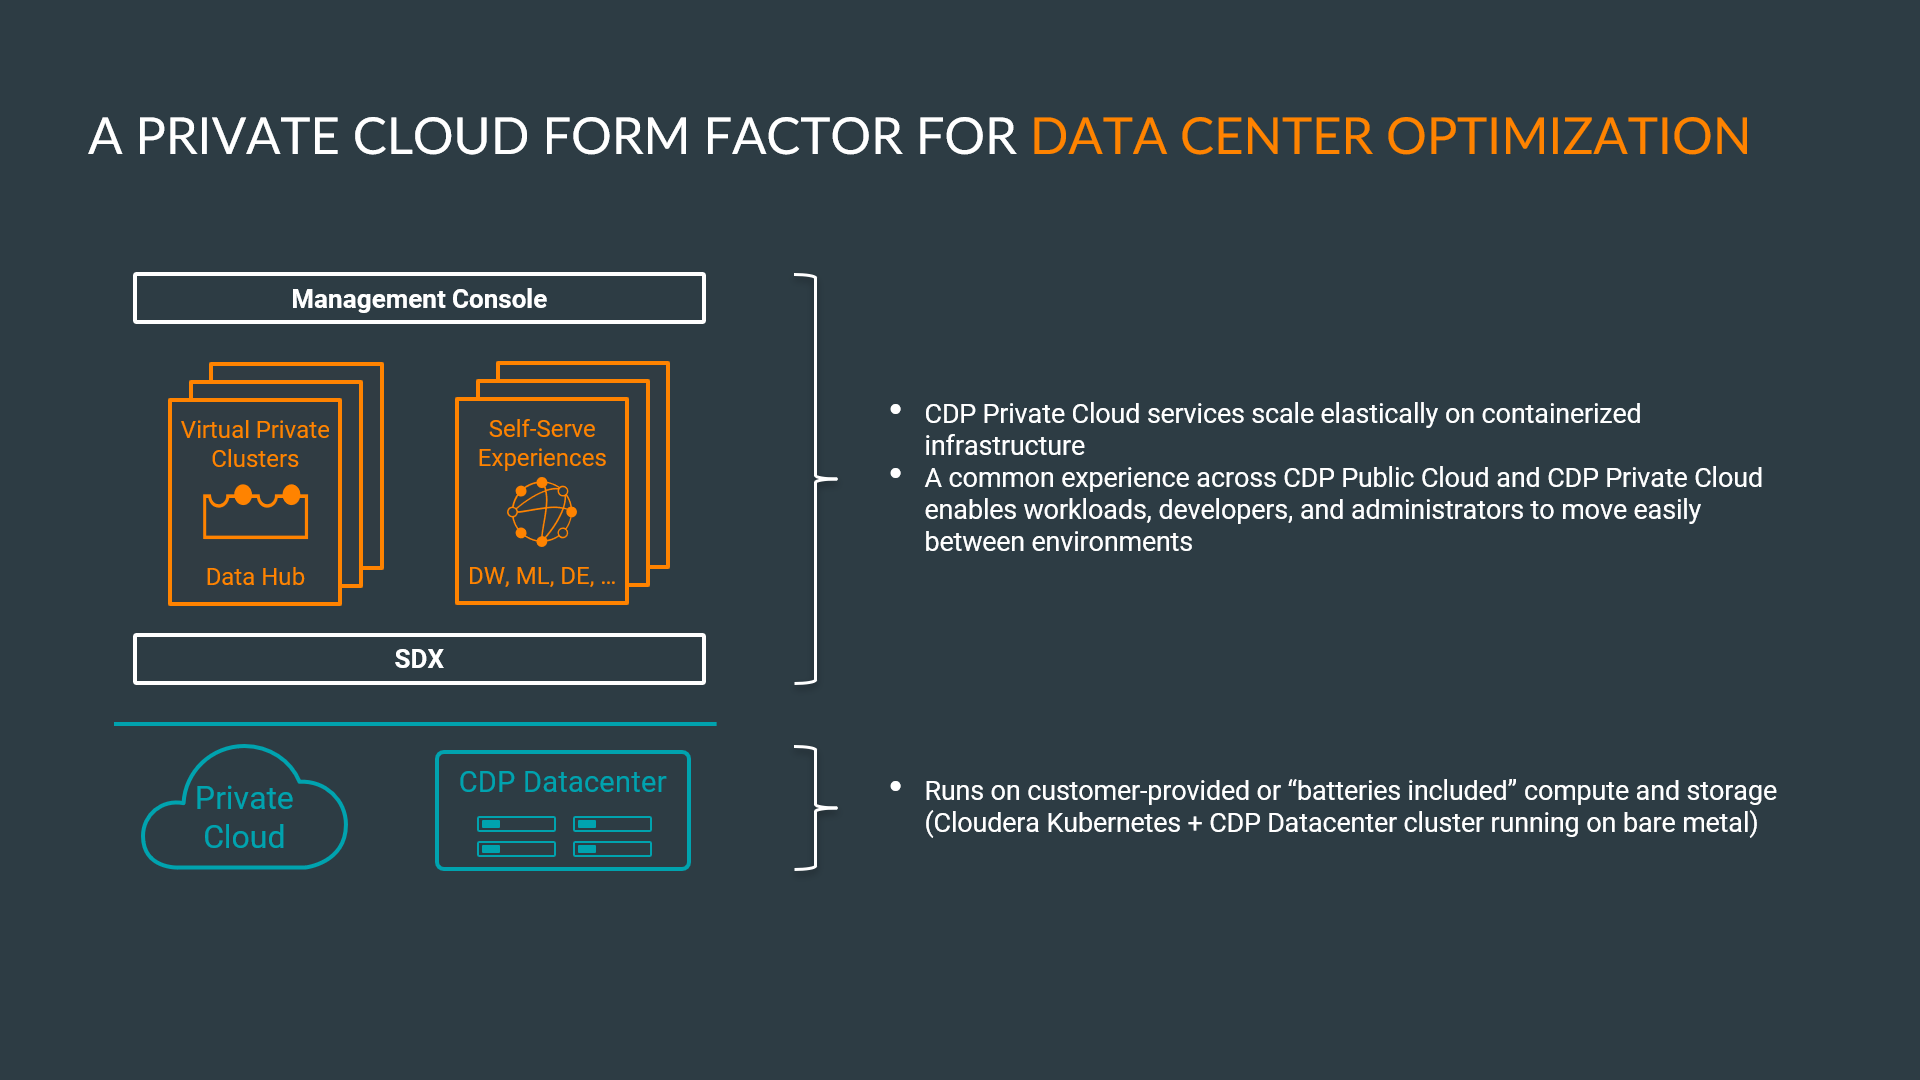 A PRIVATE CLOUD FORM FACTOR FOR DATA CENTER OPTIMIZATION
Management Console
Virtual Private
Clusters
Data Hub
Self-Serve
Experiences
DW, ML, DE, ...
SDX
Private
Cloud
CDP Datacenter
• CDP Private Cloud services scale elastically on containerized
infrastructure
• A common experience across CDP Public Cloud and CDP Private Cloud
enables workloads, developers, and administrators to move easily
between environments
• Runs on customer-provided or “batteries included” compute and storage
(Cloudera Kubernetes + CDP Datacenter cluster running on bare metal)